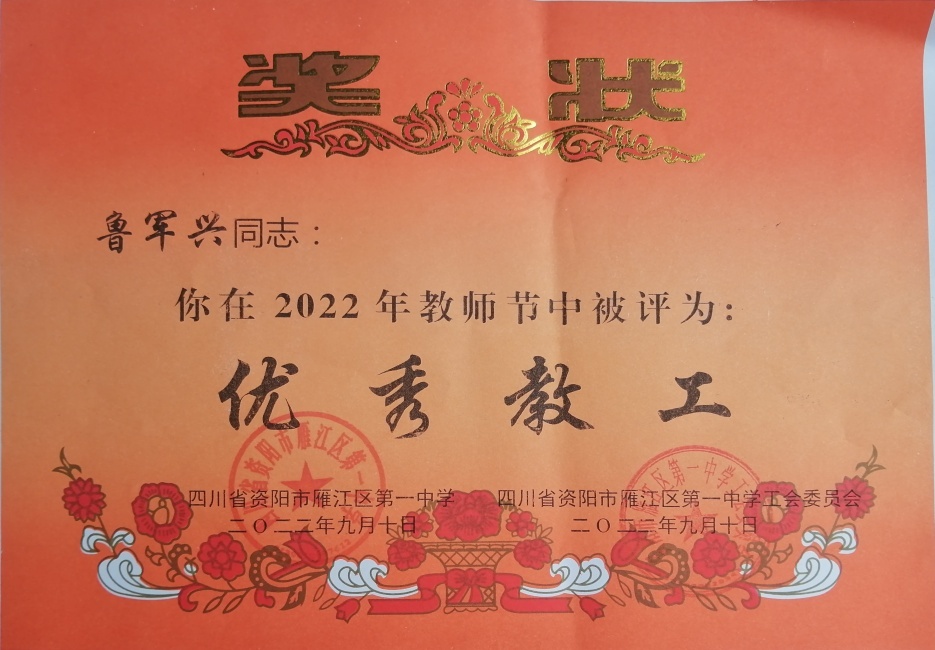 奖状
鲁军兴同志：
你在2022年教师节中被评为：
优秀教工
四川省资阳市雁江区第一中学 四川省资阳市雁江区第一中学工会委员会
二〇二二年九月十日 二〇二二年九月十日